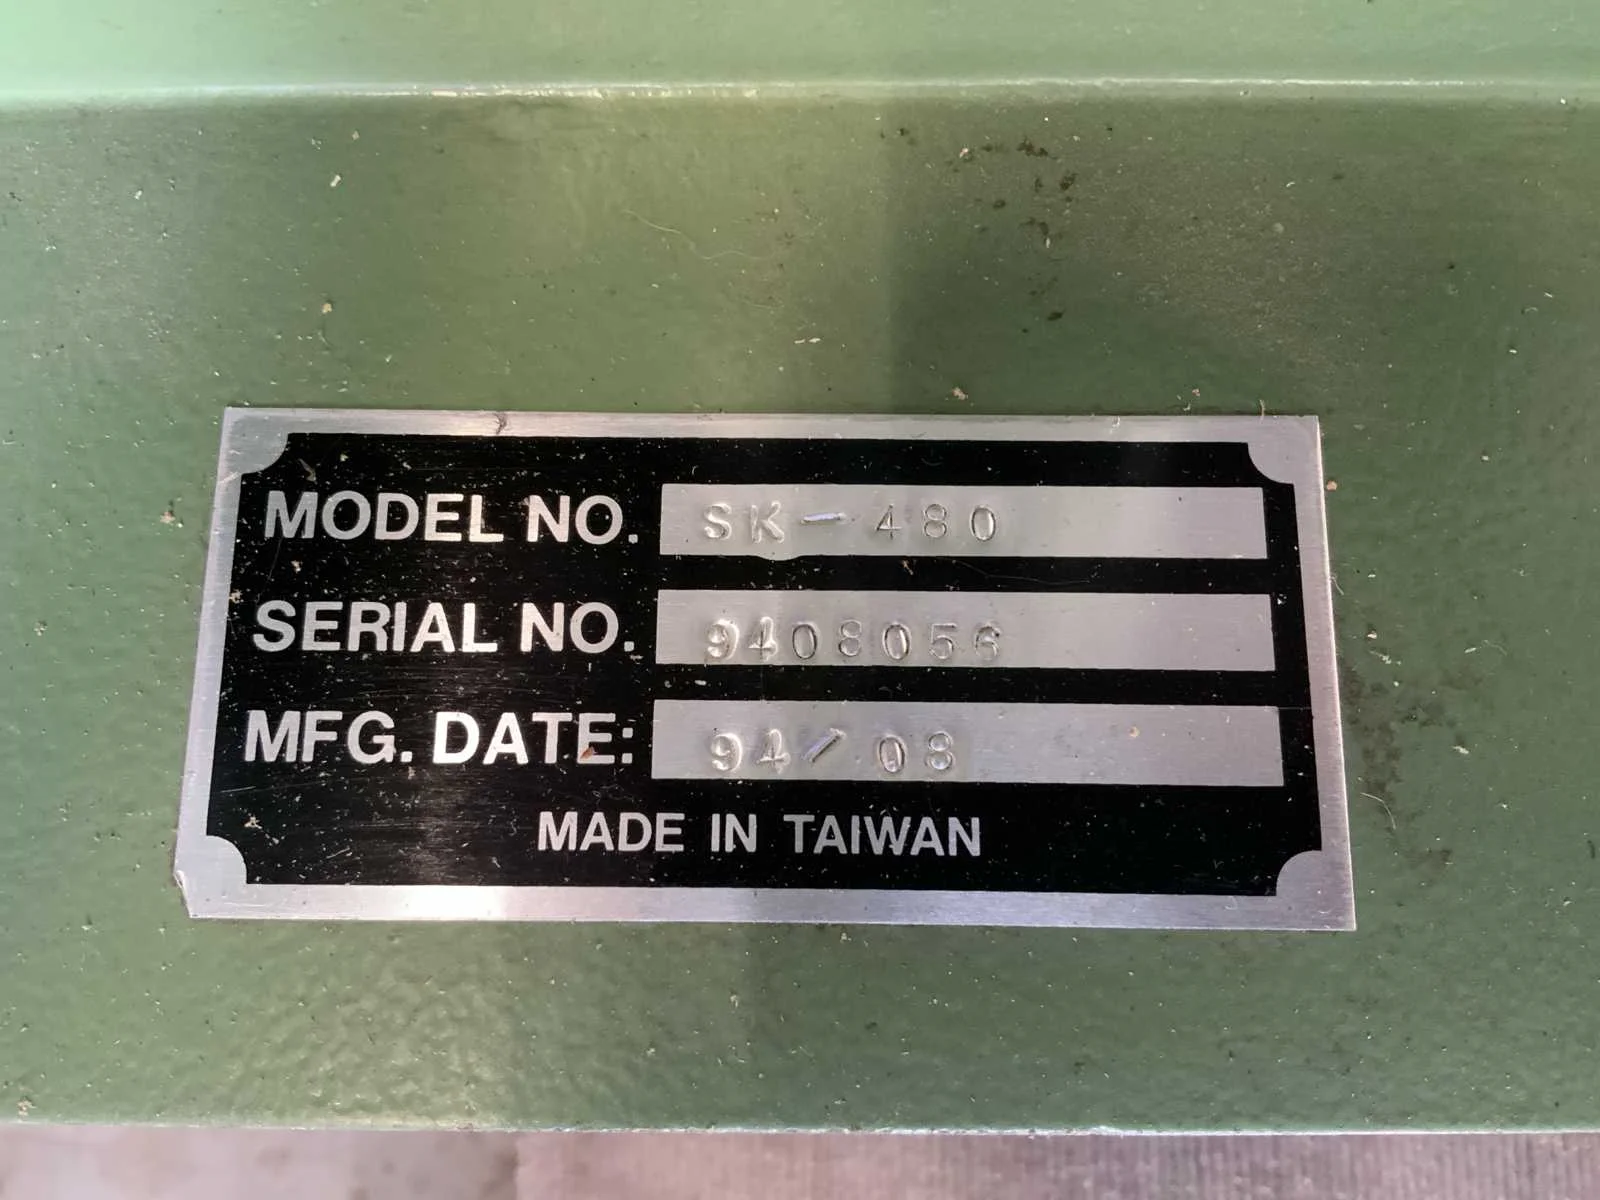 MODEL NO. SK-480
SERIAL NO. 9408056
MFG. DATE: 94/08
MADE IN TAIWAN